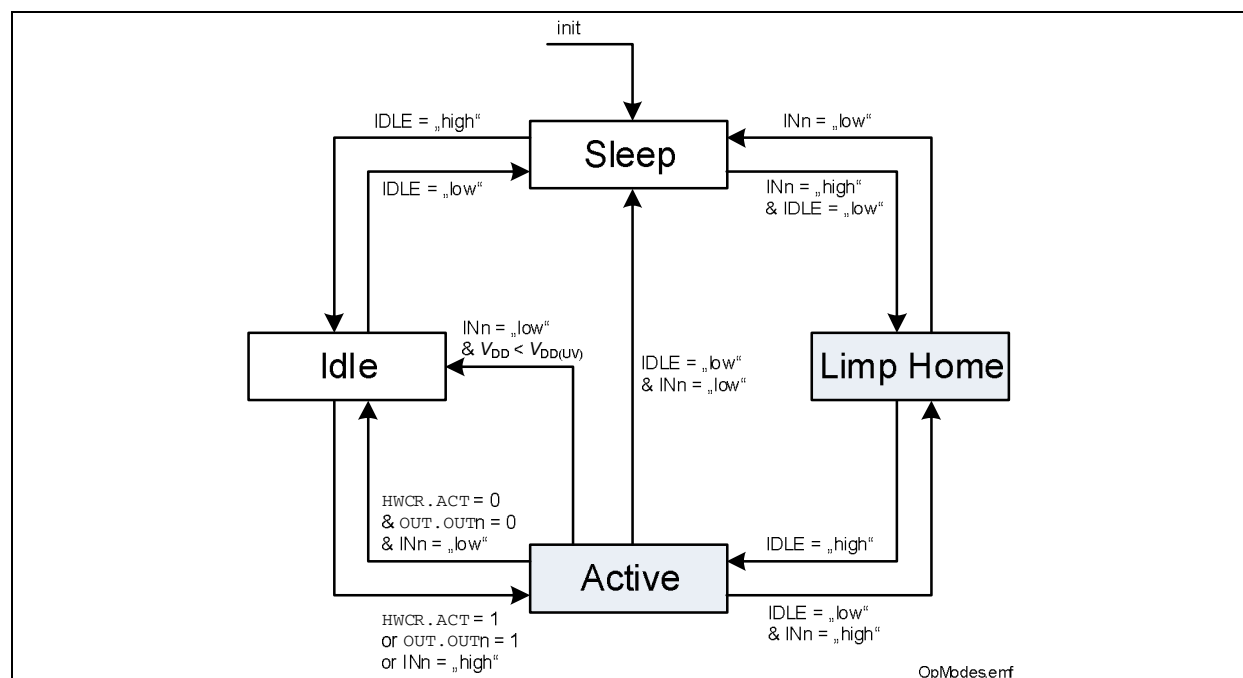 init
IDLE = „high“
INn = „low“
Sleep
IDLE = „low“
INn = „high“
& IDLE = „low“
INn = „low“
& VDD < VDD(UV)
Idle
IDLE = „low“
& INn = „low“
Limp Home
HWCR.ACT = 0
& OUT.OUTn = 0
& INn = „low“
IDLE = „high“
Active
HWCR.ACT = 1
or OUT.OUTn = 1
or INn = „high“
IDLE = „low“
& INn = „high“
OpModes.emf